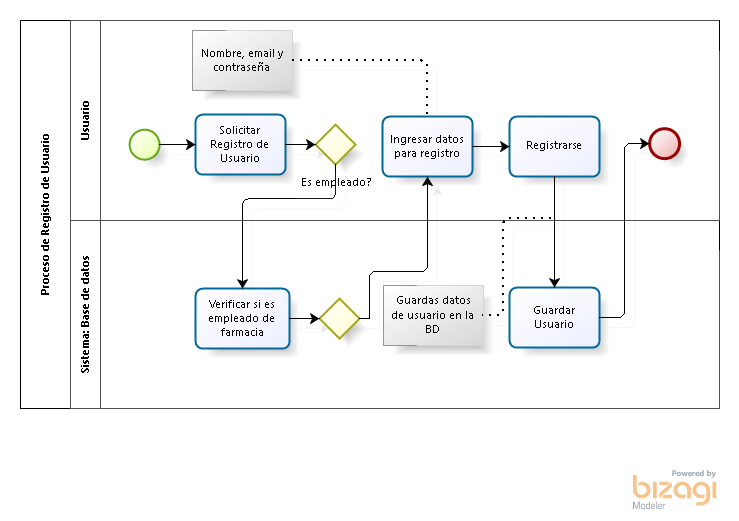 Proceso de Registro de Usuario
Usuario
Nombre, email y
contraseña
Solicitar
Registro de
Usuario
Es empleado?
Ingresar datos
para registro
Registrarse
Sistema: Base de datos
Verificar si es
empleado de
farmacia
Guardas datos
de usuario en la
BD
Guardar
Usuario
Powered by
bizagi
Modeler